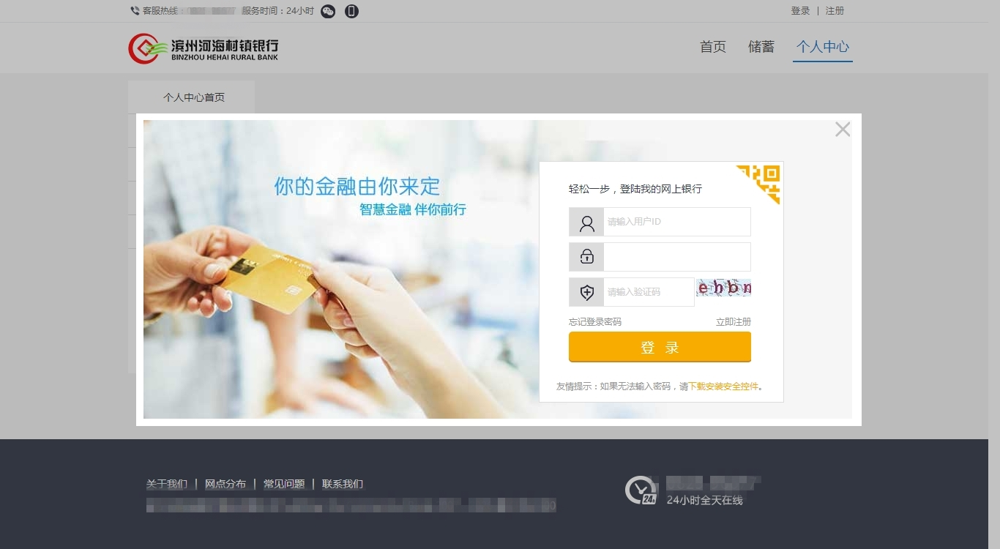 客服热线： 服务时间：24小时
登录 | 注册
滨州河海村镇银行
BINZHOU HEHAI RURAL BANK
首页 储蓄 个人中心
个人中心首页
你的金融由你来定
智慧金融 伴你前行
轻松一步，登陆我的网上银行
请输入用户ID
请输入验证码
ehbn
忘记登录密码 立即注册
登 录
友情提示：如果无法输入密码，请下载安装安全控件。
关于我们 | 网点分布 | 常见问题 | 联系我们
24h
24小时全天在线